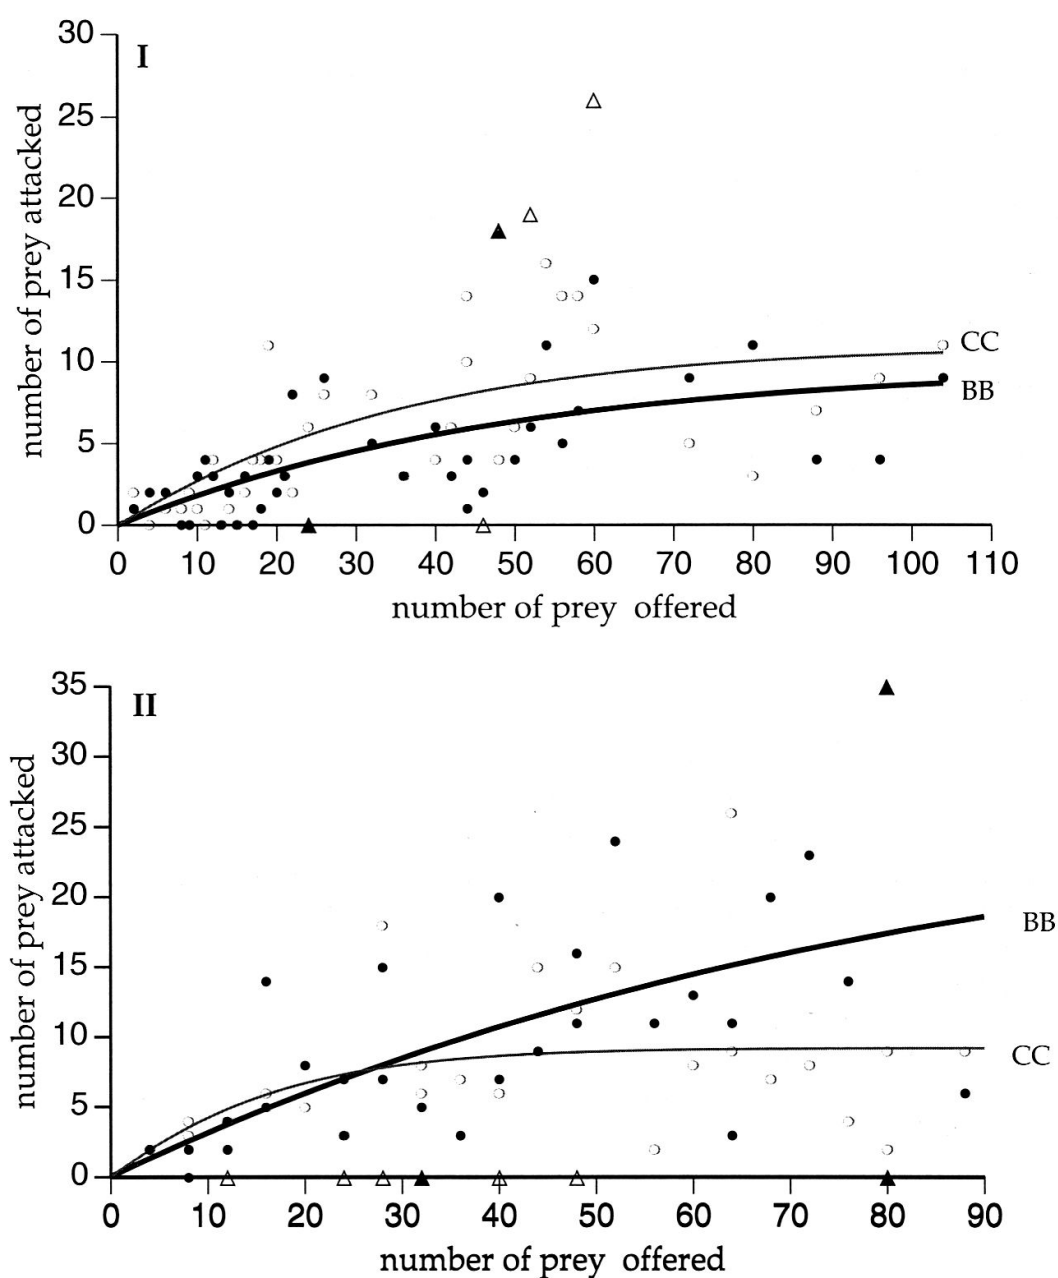 I
30
25
20
15
10
5
0
number of prey attacked
CC
BB
0 10 20 30 40 50 60 70 80 90 100 110
number of prey offered
II
35
30
25
20
15
10
5
0
number of prey attacked
BB
CC
0 10 20 30 40 50 60 70 80 90
number of prey offered